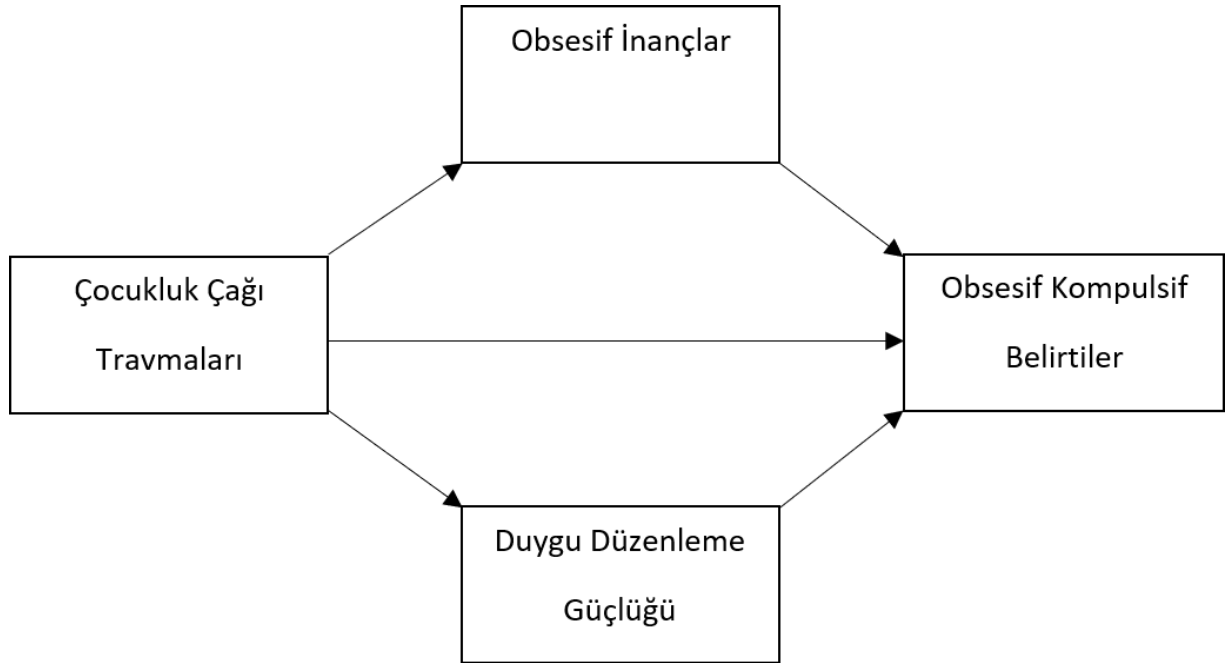 Obsesif İnançlar
Çocukluk Çağı
Travmaları
Obsesif Kompulsif
Belirtiler
Duygu Düzenleme
Güçlüğü